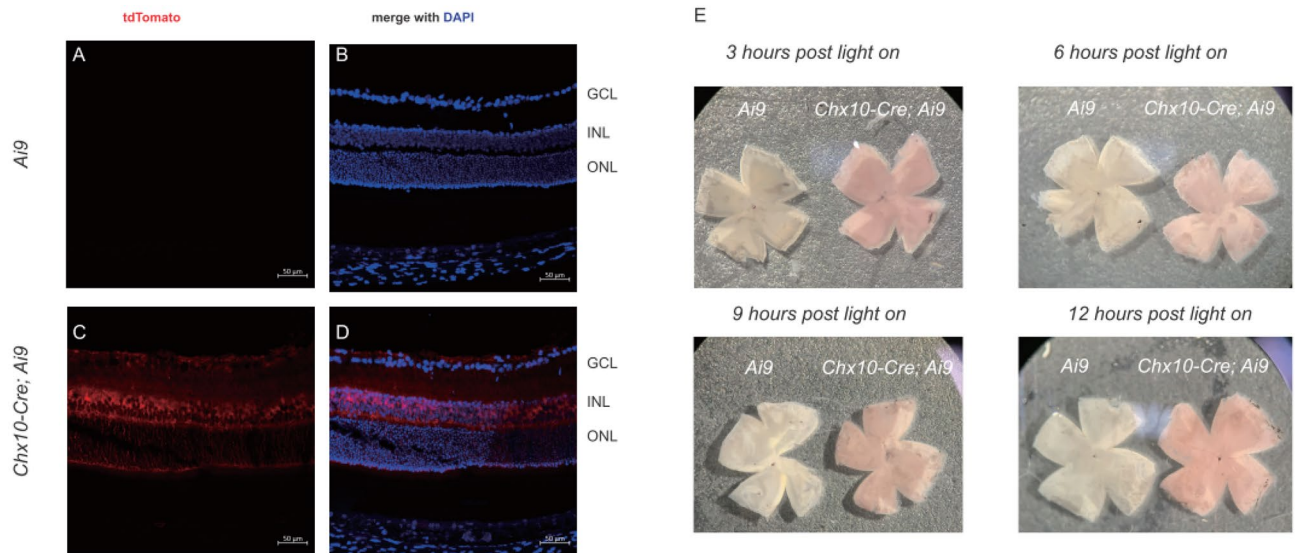 tdTomato
merge with DAPI
Ai9
A
50 µm
B
50 µm
GCL
INL
ONL
Chx10-Cre; Ai9
C
50 µm
D
50 µm
GCL
INL
ONL
E
3 hours post light on
Ai9 Chx10-Cre; Ai9
6 hours post light on
Ai9 Chx10-Cre; Ai9
9 hours post light on
Ai9 Chx10-Cre; Ai9
12 hours post light on
Ai9 Chx10-Cre; Ai9